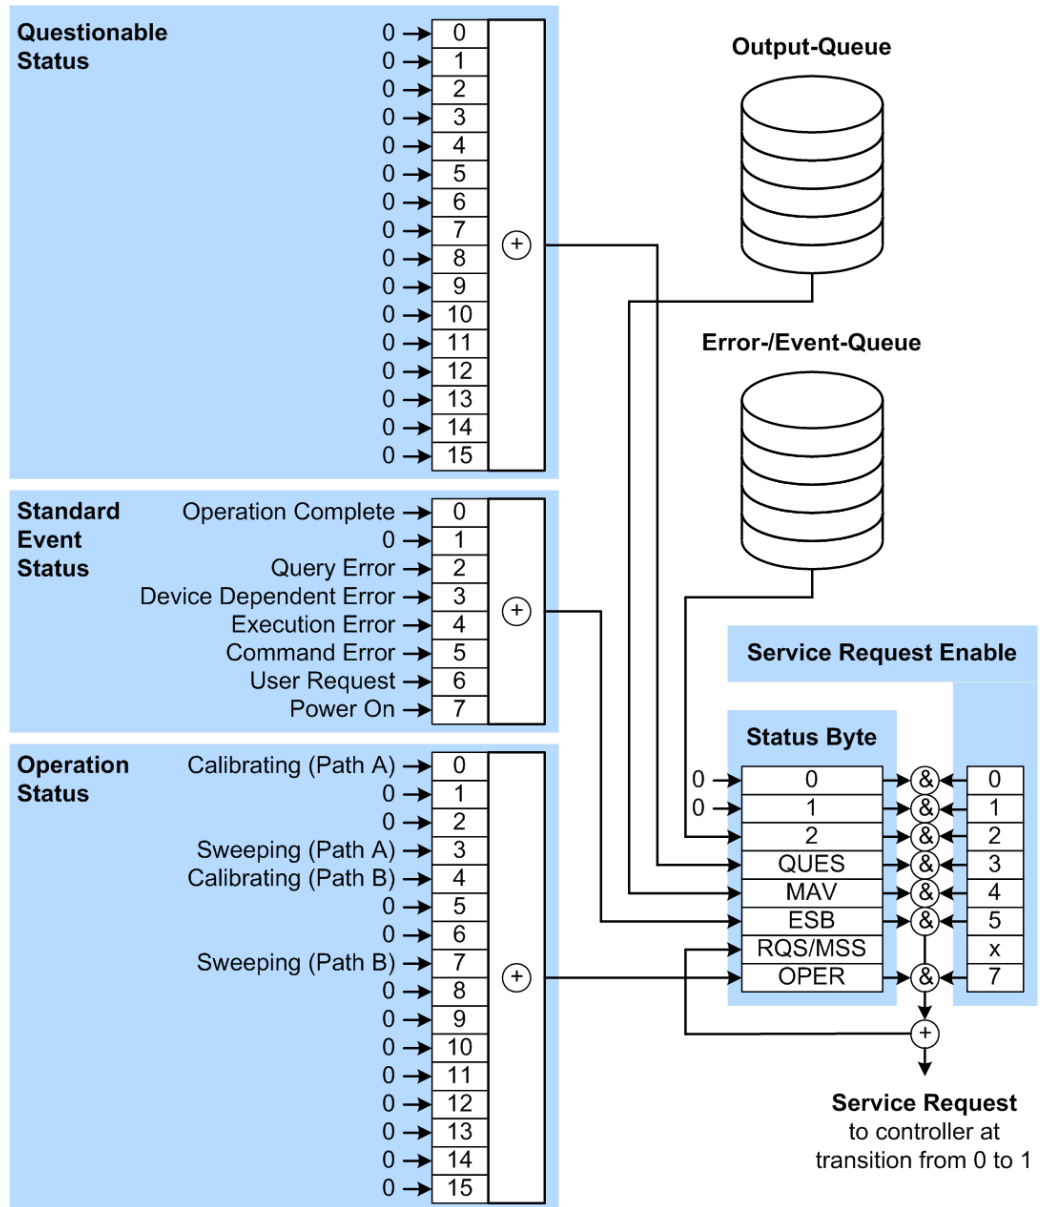 Questionable
Status
0 0
0 1
0 2
0 3
0 4
0 5
0 6
0 7
0 8
0 9
0 10
0 11
0 12
0 13
0 14
0 15
+
Standard
Event
Status
Operation Complete 0
0 1
Query Error 2
Device Dependent Error 3
Execution Error 4
Command Error 5
User Request 6
Power On 7
+
Operation
Status
Calibrating (Path A) 0
0 1
0 2
Sweeping (Path A) 3
Calibrating (Path B) 4
0 5
0 6
Sweeping (Path B) 7
0 8
0 9
0 10
0 11
0 12
0 13
0 14
0 15
+
Output-Queue
Error-/Event-Queue
Service Request Enable
Status Byte
0 0 & 0
0 1 & 1
2 & 2
QUES & 3
MAV & 4
ESB & 5
RQS/MSS x
OPER & 7
+
Service Request
to controller at
transition from 0 to 1